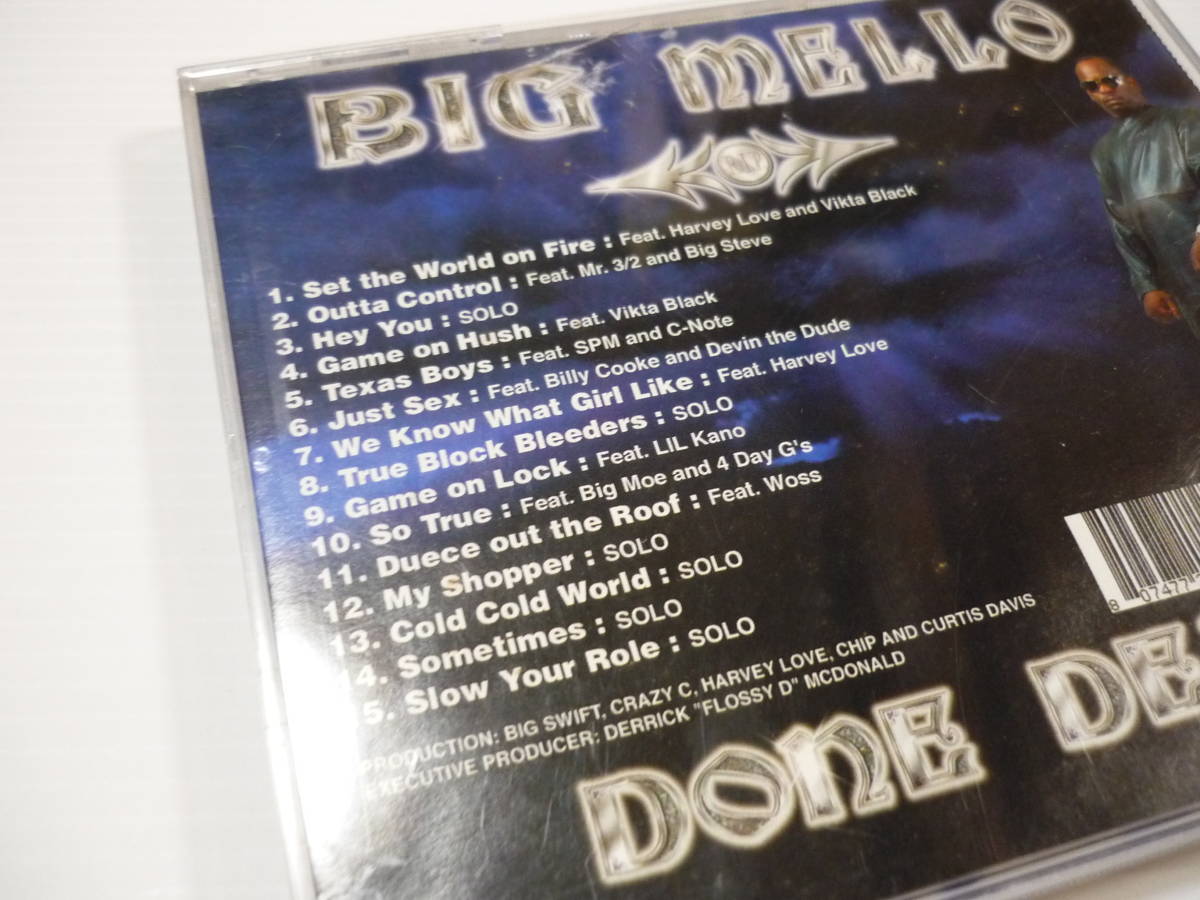 BIG MELLO
1. Set the World on Fire : Feat. Harvey Love and Vikta Black
2. Outta Control : Feat. Mr. 3/2 and Big Steve
3. Hey You : SOLO
4. Game on Hush : Feat. Vikta Black
5. Texas Boys : Feat. SPM and C-Note
6. Just Sex : Feat. Billy Cooke and Devin the Dude
7. We Know What Girl Like : Feat. Harvey Love
8. True Block Bleeders : SOLO
9. Game on Lock : Feat. LIL Kano
10. So True : Feat. Big Moe and 4 Day G's
11. Duece out the Roof : Feat. Woss
12. My Shopper : SOLO
13. Cold Cold World : SOLO
14. Sometimes : SOLO
5. Slow Your Role : SOLO
PRODUCTION: BIG SWIFT, CRAZY C, HARVEY LOVE, CHIP AND CURTIS DAVIS
EXECUTIVE PRODUCER: DERRICK "FLOSSY D" MCDONALD
8 07477
DONE DE